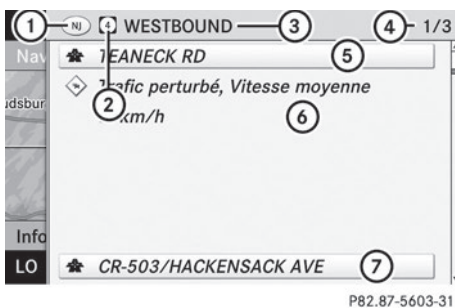 1 NJ 4 WESTBOUND 3 4 1/3
Nav TEANECK RD 5
Trafic perturbé, Vitesse moyenne
2 km/h 6
Info
LO CR-503/HACKENSACK AVE 7
P82.87-5603-31